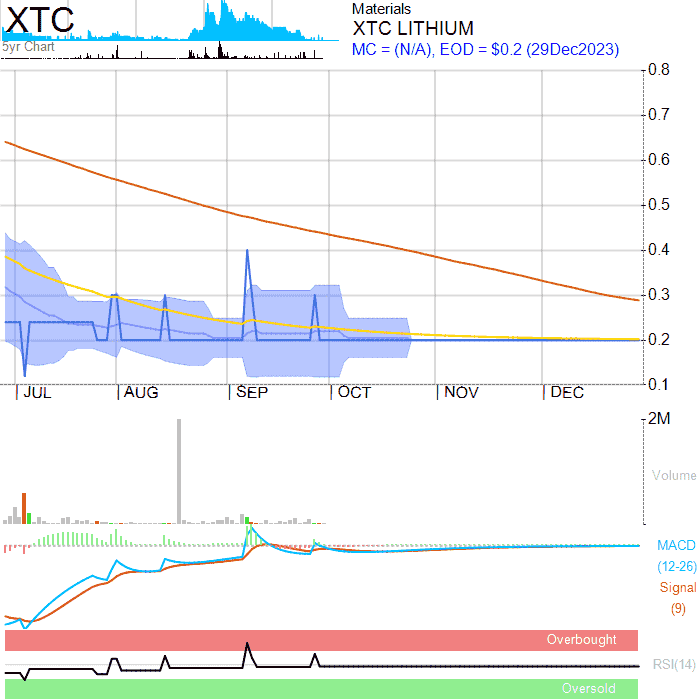 XTC
5yr Chart
Materials
XTC LITHIUM
MC = (N/A), EOD = $0.2 (29Dec2023)
0.8
0.7
0.6
0.5
0.4
0.3
0.2
0.1
JUL AUG SEP OCT NOV DEC
2M
Volume
MACD
(12-26)
Signal
(9)
Overbought
RSI(14)
Oversold